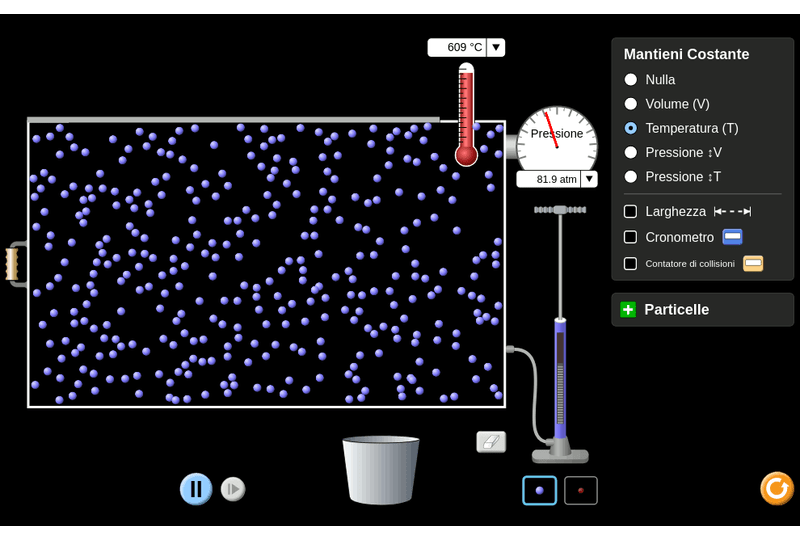 609 °C
Pressione
81.9 atm
Mantieni Costante
Nulla
Volume (V)
Temperatura (T)
Pressione ↕V
Pressione ↕T
Larghezza
Cronometro
Contatore di collisioni
Particelle